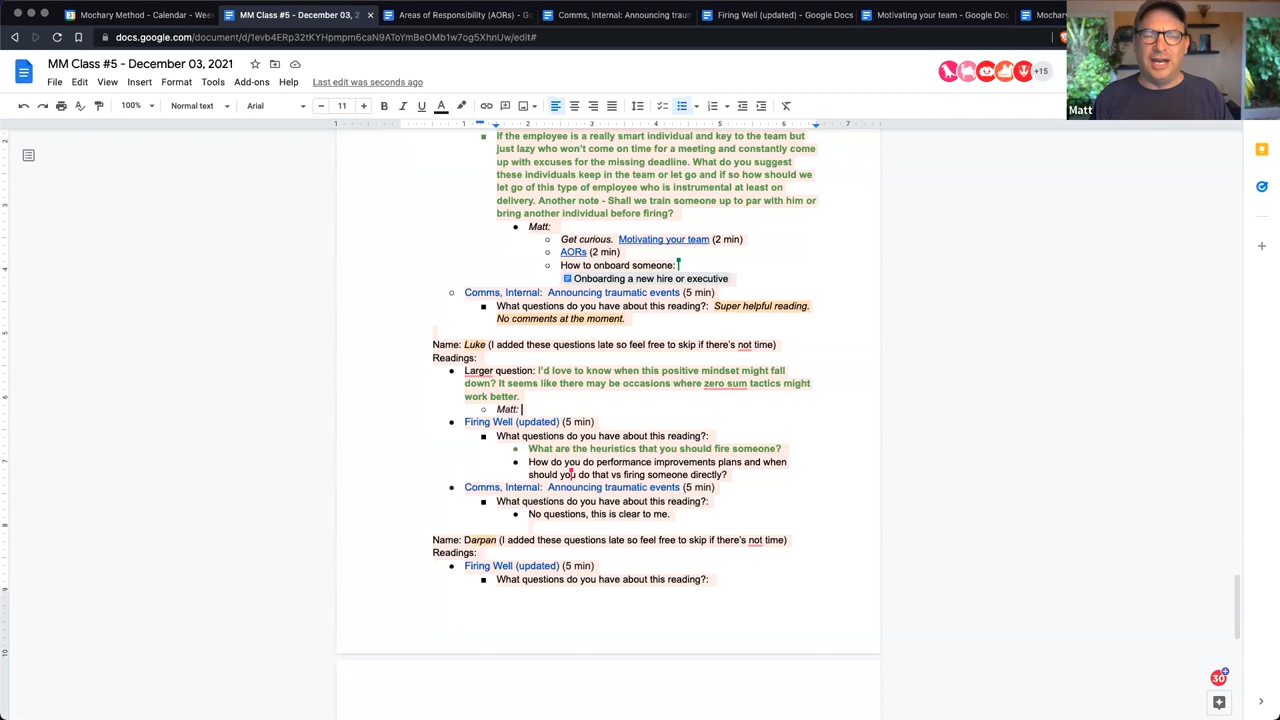 Mochary Method - Calendar - Week
MM Class #5 - December 03, 2
Areas of Responsibility (AORs) -
Comms, Internal: Announcing traum
Firing Well (updated) - Google Docs
Motivating your team - Google Doc
Mochary
docs.google.com/document/d/1evb4ERp32tKYHpmpm6caN9AToYmBeOMb1w7og5XhnUw/edit#
MM Class #5 - December 03, 2021
File Edit View Insert Format Tools Add-ons Help Last edit was seconds ago
+15
Matt
100% Normal text Arial 11
1 1 2 3 4 5 6 7
If the employee is a really smart individual and key to the team but
just lazy who won't come on time for a meeting and constantly come
up with excuses for the missing deadline. What do you suggest
these individuals keep in the team or let go and if so how should we
let go of this type of employee who is instrumental at least on
delivery. Another note - Shall we train someone up to par with him or
bring another individual before firing?
Matt:
Get curious. Motivating your team (2 min)
AORs (2 min)
How to onboard someone:
Onboarding a new hire or executive
Comms, Internal: Announcing traumatic events (5 min)
What questions do you have about this reading?: Super helpful reading.
No comments at the moment.
Name: Luke (I added these questions late so feel free to skip if there's not time)
Readings:
Larger question: I'd love to know when this positive mindset might fall
down? It seems like there may be occasions where zero sum tactics might
work better.
Matt:
Firing Well (updated) (5 min)
What questions do you have about this reading?:
What are the heuristics that you should fire someone?
How do you do performance improvements plans and when
should you do that vs firing someone directly?
Comms, Internal: Announcing traumatic events (5 min)
What questions do you have about this reading?:
No questions, this is clear to me.
Name: Darpan (I added these questions late so feel free to skip if there's not time)
Readings:
Firing Well (updated) (5 min)
What questions do you have about this reading?:
30